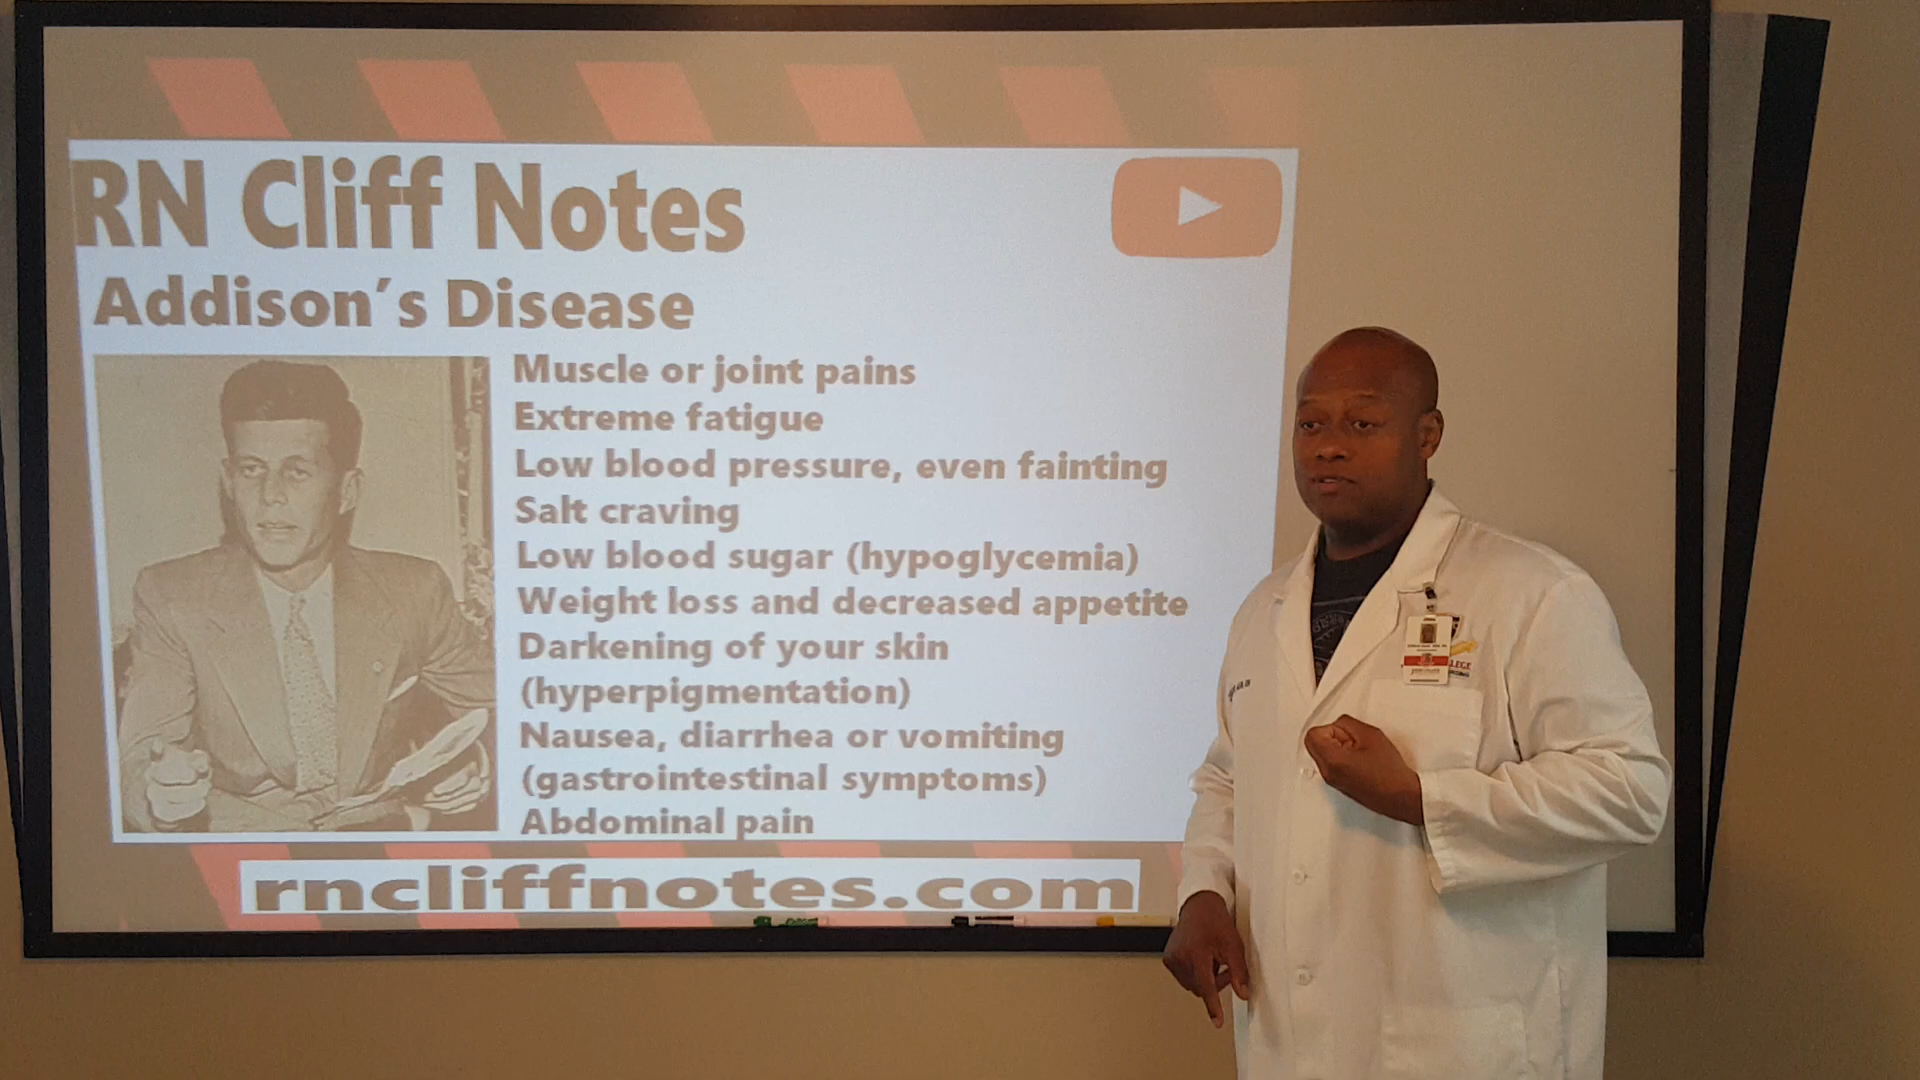 RN Cliff Notes
Addison's Disease
Muscle or joint pains
Extreme fatigue
Low blood pressure, even fainting
Salt craving
Low blood sugar (hypoglycemia)
Weight loss and decreased appetite
Darkening of your skin
(hyperpigmentation)
Nausea, diarrhea or vomiting
(gastrointestinal symptoms)
Abdominal pain
rncliffnotes.com